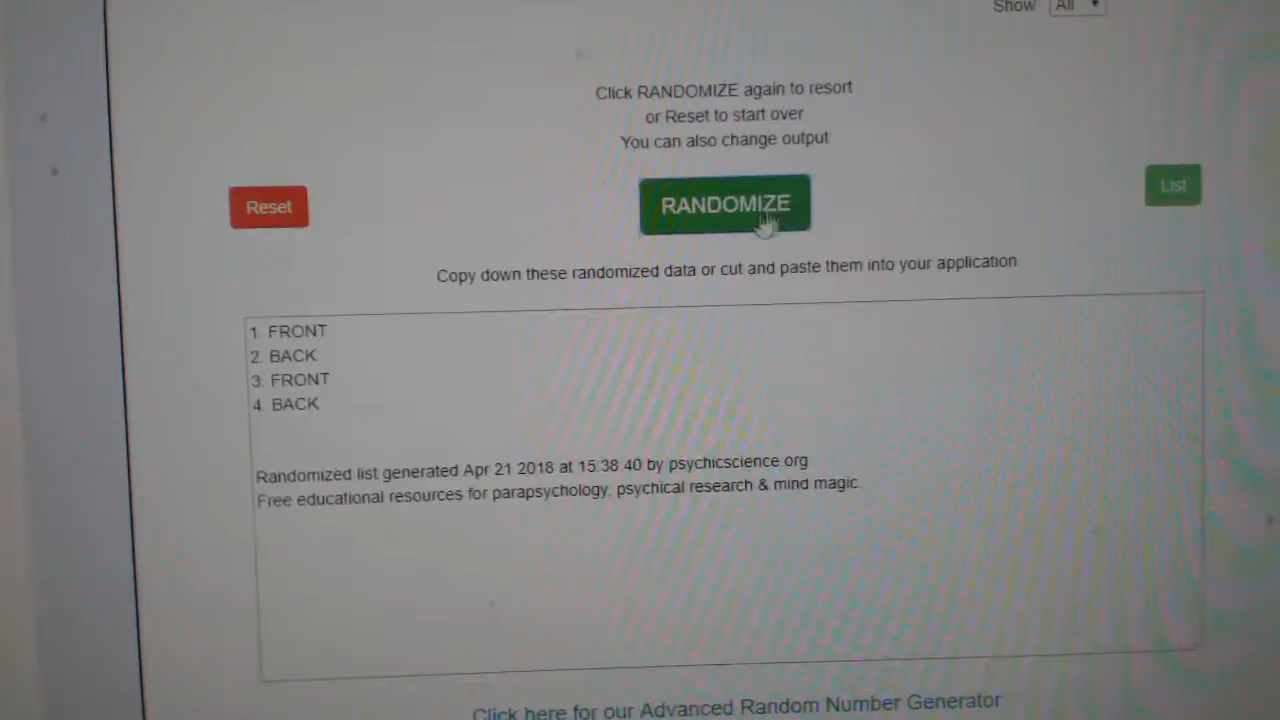 Show All
Click RANDOMIZE again to resort
or Reset to start over
You can also change output
Reset
RANDOMIZE
List
Copy down these randomized data or cut and paste them into your application
1. FRONT
2. BACK
3. FRONT
4. BACK
Randomized list generated Apr 21 2018 at 15:38:40 by psychicscience.org
Free educational resources for parapsychology, psychical research & mind magic.
Click here for our Advanced Random Number Generator